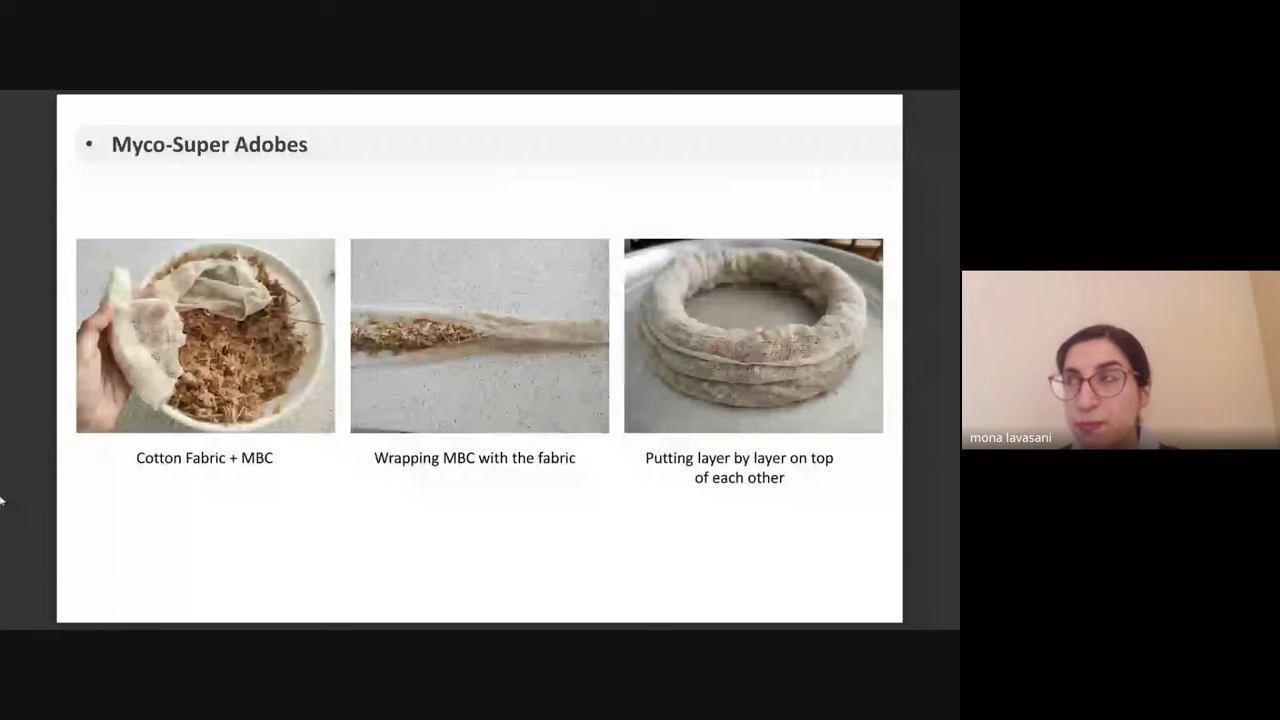 • Myco-Super Adobes
Cotton Fabric + MBC
Wrapping MBC with the fabric
Putting layer by layer on top
of each other
mona lavasani